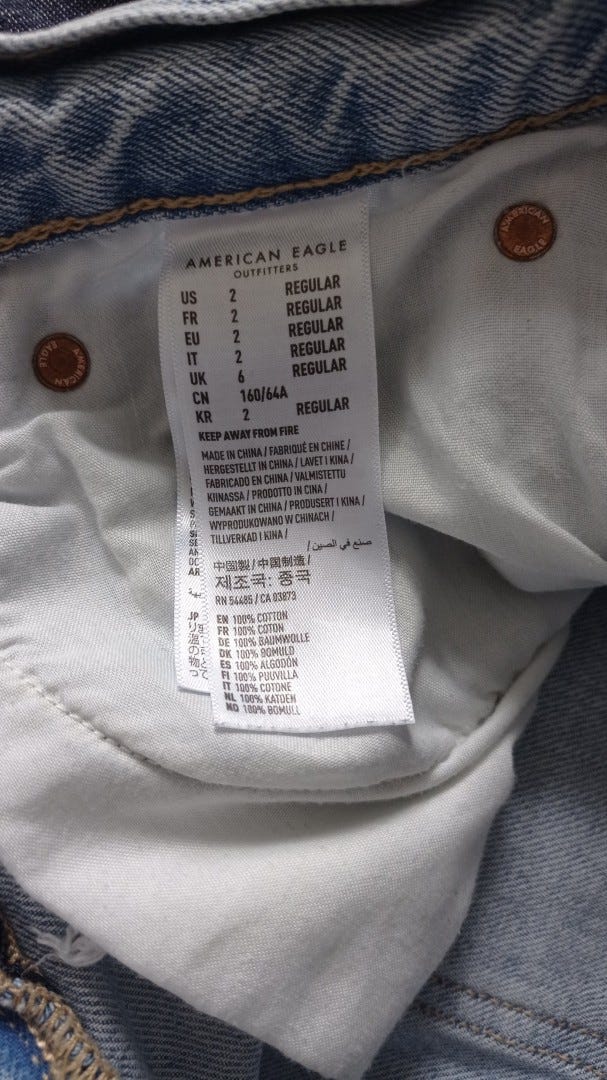 AMERICAN EAGLE
OUTFITTERS
US 2 REGULAR
FR 2 REGULAR
EU 2 REGULAR
IT 2 REGULAR
UK 6 REGULAR
CN 160/64A
KR 2 REGULAR
KEEP AWAY FROM FIRE
MADE IN CHINA / FABRIQUÉ EN CHINE /
HERGESTELLT IN CHINA / LAVET I KINA /
FABRICADO EN CHINA / VALMISTETTU
KIINASSA / PRODOTTO IN CINA /
GEMAAKT IN CHINA / PRODUSERT I KINA /
WYPRODUKOWANO W CHINACH /
TILLVERKAD I KINA /
صنع في الصين /
中国製 / 中国制造 /
제조국: 중국
RN 54485 / CA 03873
EN 100% COTTON
FR 100% COTON
DE 100% BAUMWOLLE
DK 100% BOMULD
ES 100% ALGODÓN
FI 100% PUUVILLA
IT 100% COTONE
NL 100% KATOEN
NO 100% BOMULL
AMERICAN
EAGLE
AMERICAN
EAGLE
JP